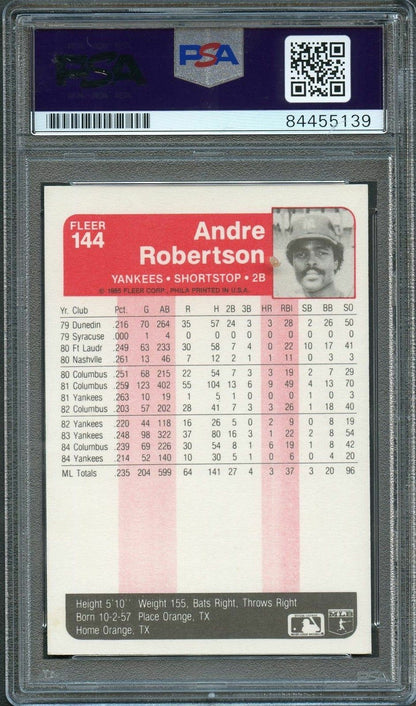 PSA
PSA
84455139
FLEER
144
Andre
Robertson
YANKEES • SHORTSTOP • 2B
© 1985 FLEER CORP., PHILA PRINTED IN U.S.A.
Yr. Club Pct. G AB R H 2B 3B HR RBI SB BB SO
79 Dunedin .216 70 264 35 57 24 3 3 28 2 26 50
79 Syracuse .000 1 4 0 0 0 0 0 0 0 0 0
80 Ft Laudr. .249 63 233 30 58 7 4 0 22 10 17 41
80 Nashvlle .261 13 46 7 12 2 1 1 11 0 3 3
80 Columbus .251 68 215 22 54 7 3 3 19 2 7 29
81 Columbus .259 123 402 55 104 13 6 9 49 4 13 70
81 Yankees .263 10 19 1 5 1 0 0 0 1 0 3
82 Columbus .203 57 202 28 41 7 3 3 26 1 18 40
82 Yankees .220 44 118 16 26 5 0 2 9 0 8 19
83 Yankees .248 98 322 37 80 16 3 1 22 2 8 54
84 Columbus .239 69 226 30 54 8 1 6 19 1 8 42
84 Yankees .214 52 140 10 30 5 1 0 6 0 4 20
ML Totals .235 204 599 64 141 27 4 3 37 3 20 96
Height 5'10" Weight 155, Bats Right, Throws Right
Born 10-2-57 Place Orange, TX
Home Orange, TX